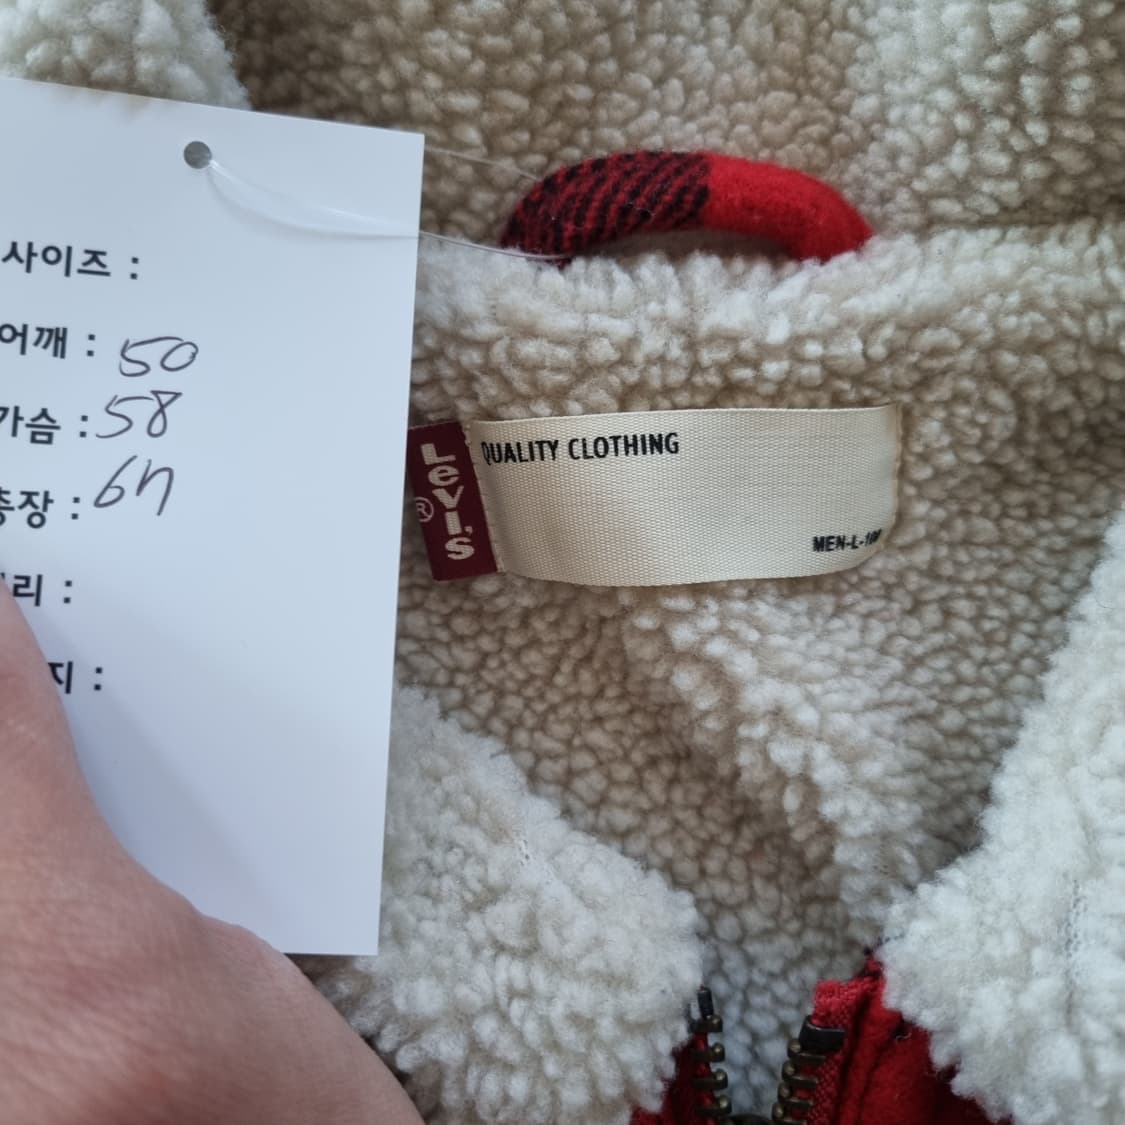 사이즈 :
어깨 : 50
가슴 : 58
총장 : 67
리 :
지 :
Levi's ®
QUALITY CLOTHING
MEN-L-100